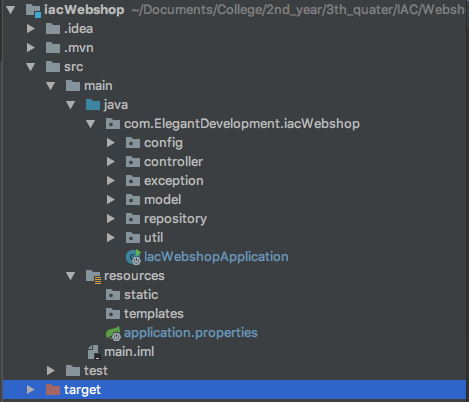 iacWebshop ~/Documents/College/2nd_year/3th_quater/IAC/Websh
.idea
.mvn
src
main
java
com.ElegantDevelopment.iacWebshop
config
controller
exception
model
repository
util
IacWebshopApplication
resources
static
templates
application.properties
main.iml
test
target